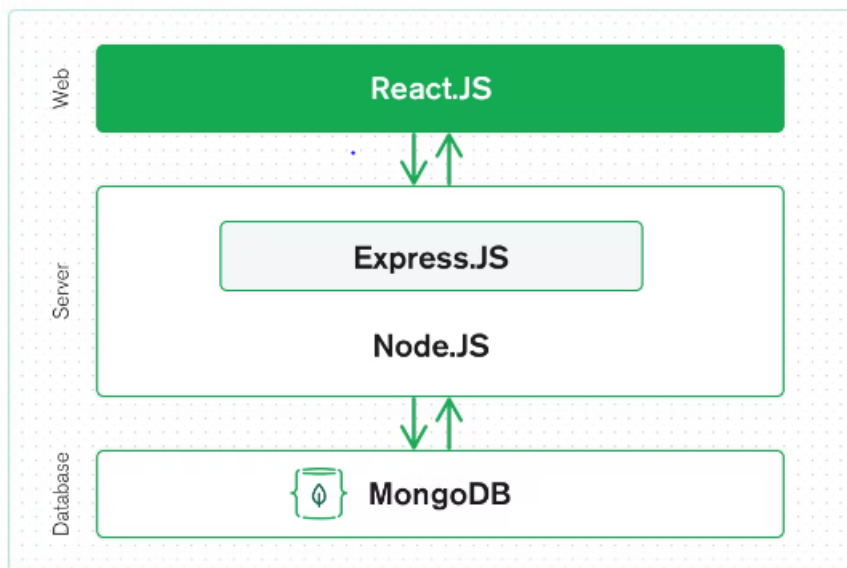 Web
React.JS
Server
Express.JS
Node.JS
Database
MongoDB